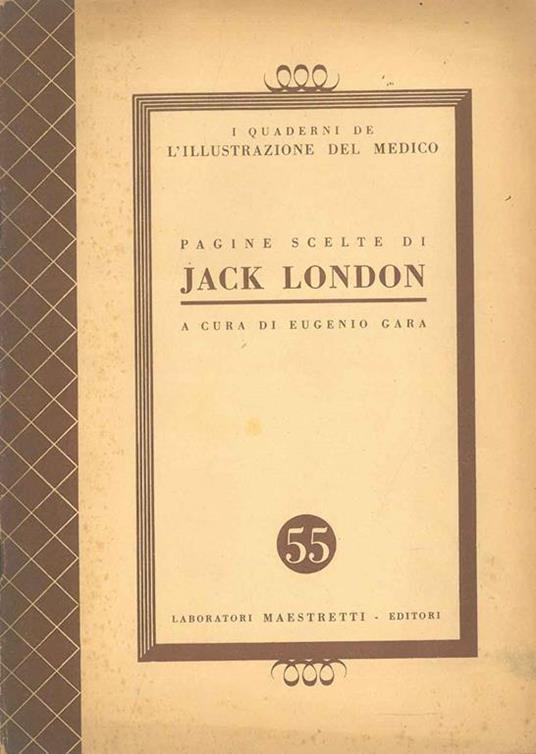 I QUADERNI DE
L'ILLUSTRAZIONE DEL MEDICO
PAGINE SCELTE DI
JACK LONDON
A CURA DI EUGENIO GARA
55
LABORATORI MAESTRETTI - EDITORI